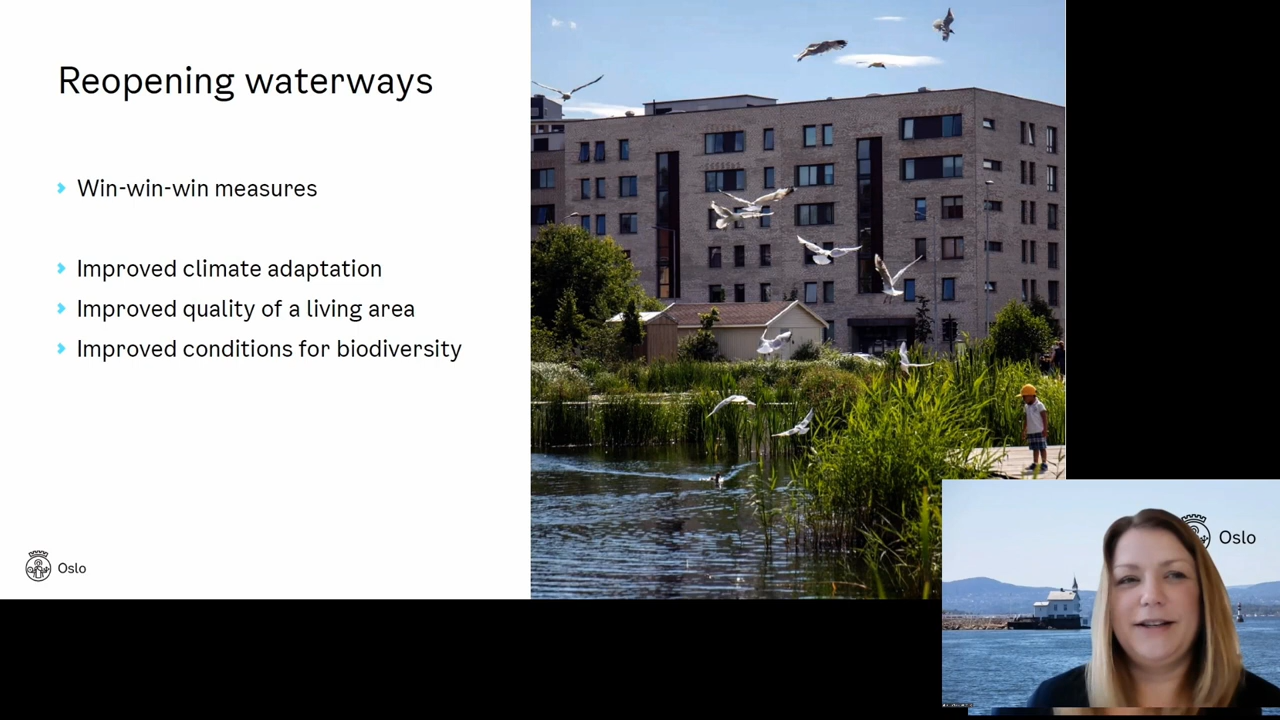 Reopening waterways
Win-win-win measures
Improved climate adaptation
Improved quality of a living area
Improved conditions for biodiversity
Oslo
Oslo